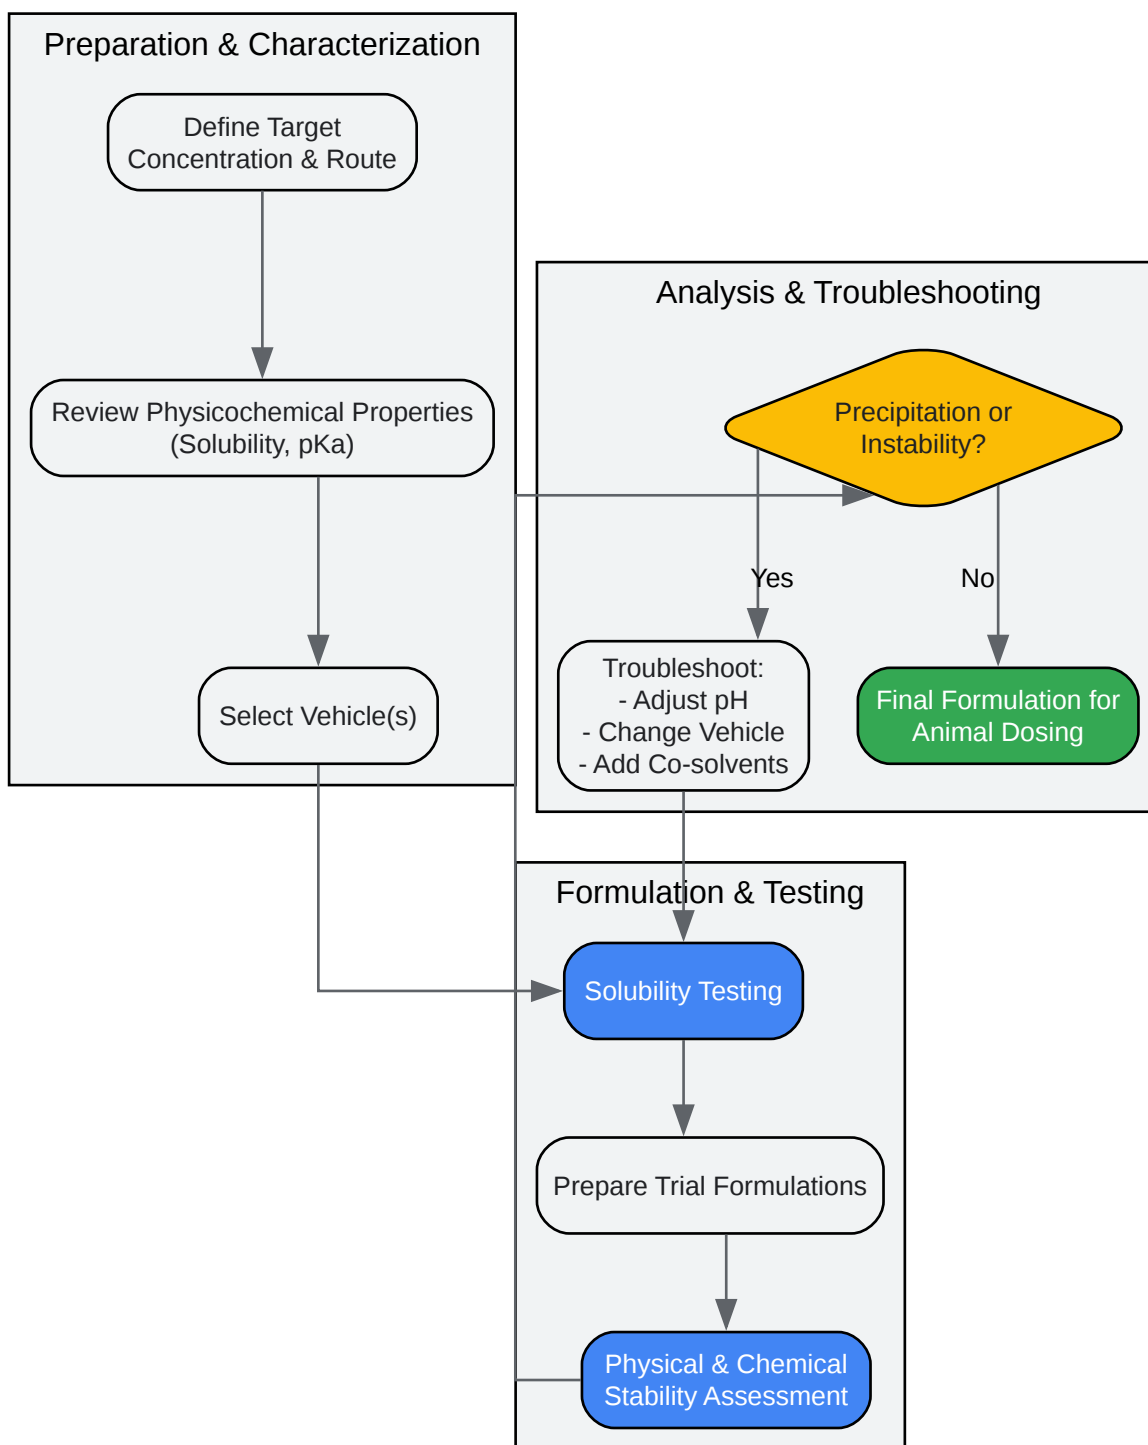 Preparation & Characterization
Define Target
Concentration & Route
Review Physicochemical Properties
(Solubility, pKa)
Select Vehicle(s)
Analysis & Troubleshooting
Precipitation or
Instability?
Yes
No
Troubleshoot:
- Adjust pH
- Change Vehicle
- Add Co-solvents
Final Formulation for
Animal Dosing
Formulation & Testing
Solubility Testing
Prepare Trial Formulations
Physical & Chemical
Stability Assessment